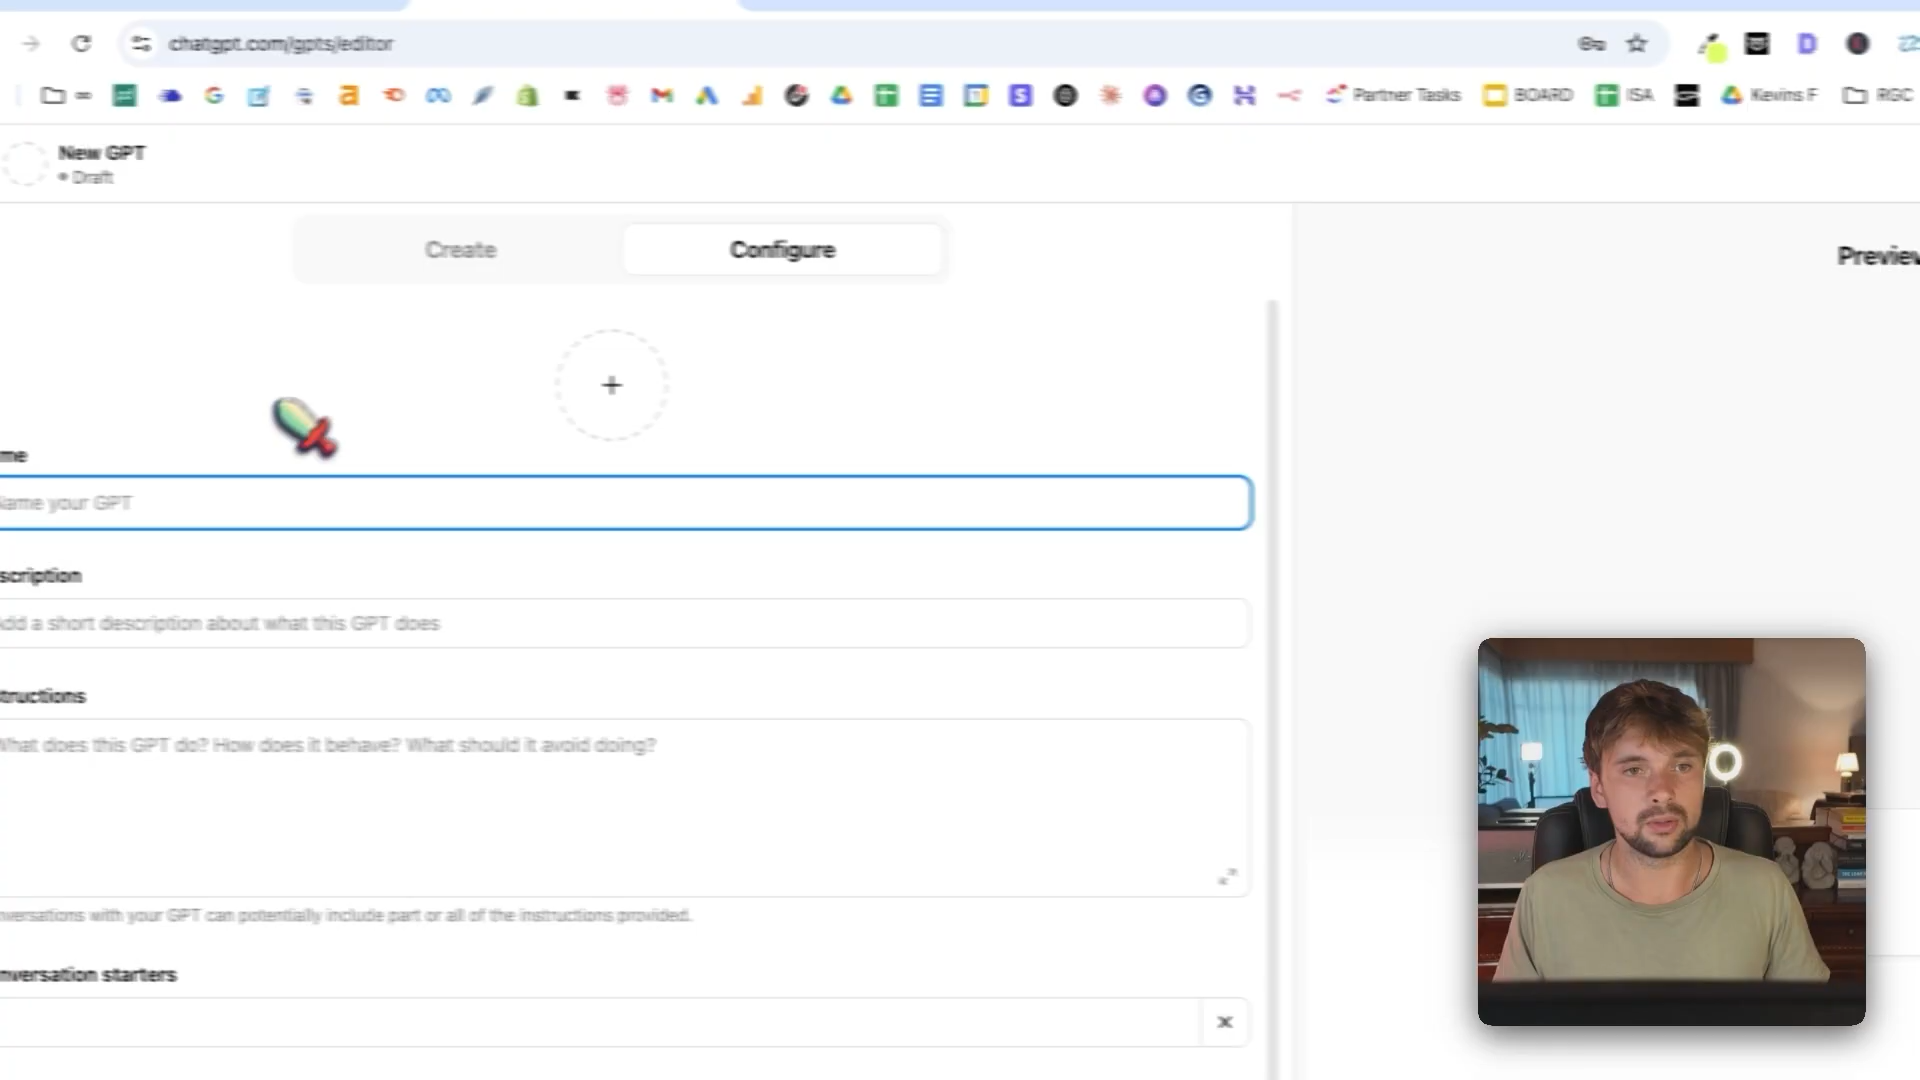 chatgpt.com/gpts/editor
Partner Tasks
BOARD
ISA
Kevins F
RGC
New GPT
• Draft
Create
Configure
Preview
me
Name your GPT
scription
Add a short description about what this GPT does
tructions
What does this GPT do? How does it behave? What should it avoid doing?
nversations with your GPT can potentially include part or all of the instructions provided.
nversation starters